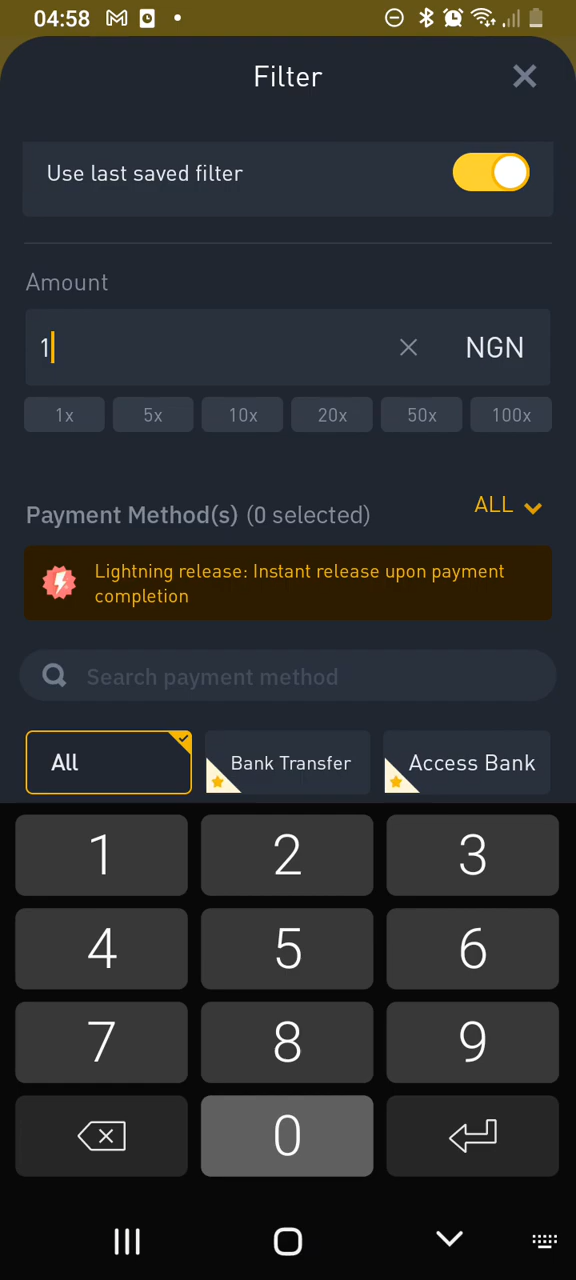 04:58
Filter
Use last saved filter
Amount
1
NGN
1x 5x 10x 20x 50x 100x
Payment Method(s) (0 selected)
ALL
Lightning release: Instant release upon payment
completion
Search payment method
All
Bank Transfer
Access Bank
1 2 3
4 5 6
7 8 9
0